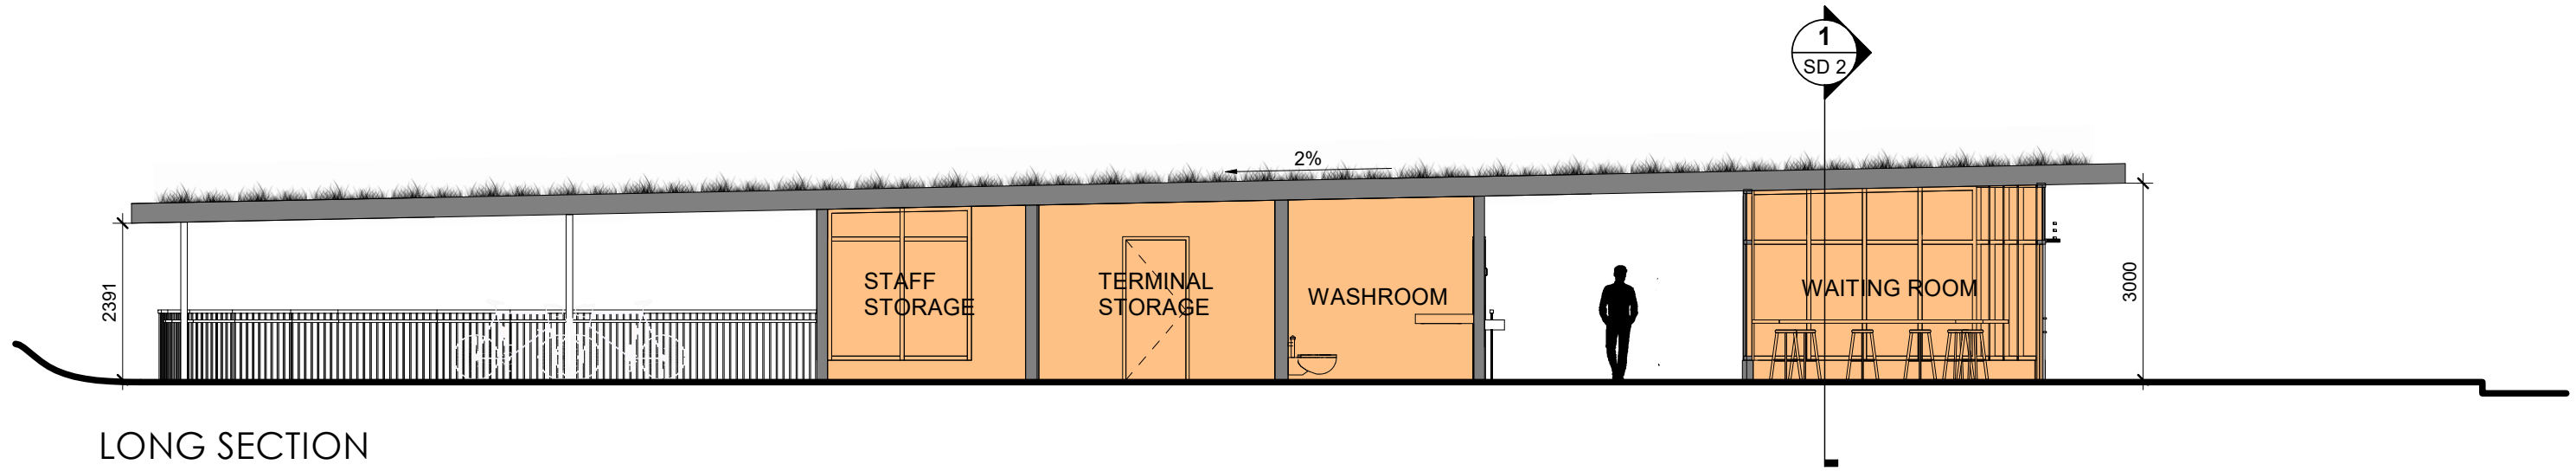 1
SD 2
2%
2391
STAFF
STORAGE
TERMINAL
STORAGE
WASHROOM
WAITING ROOM
3000
LONG SECTION